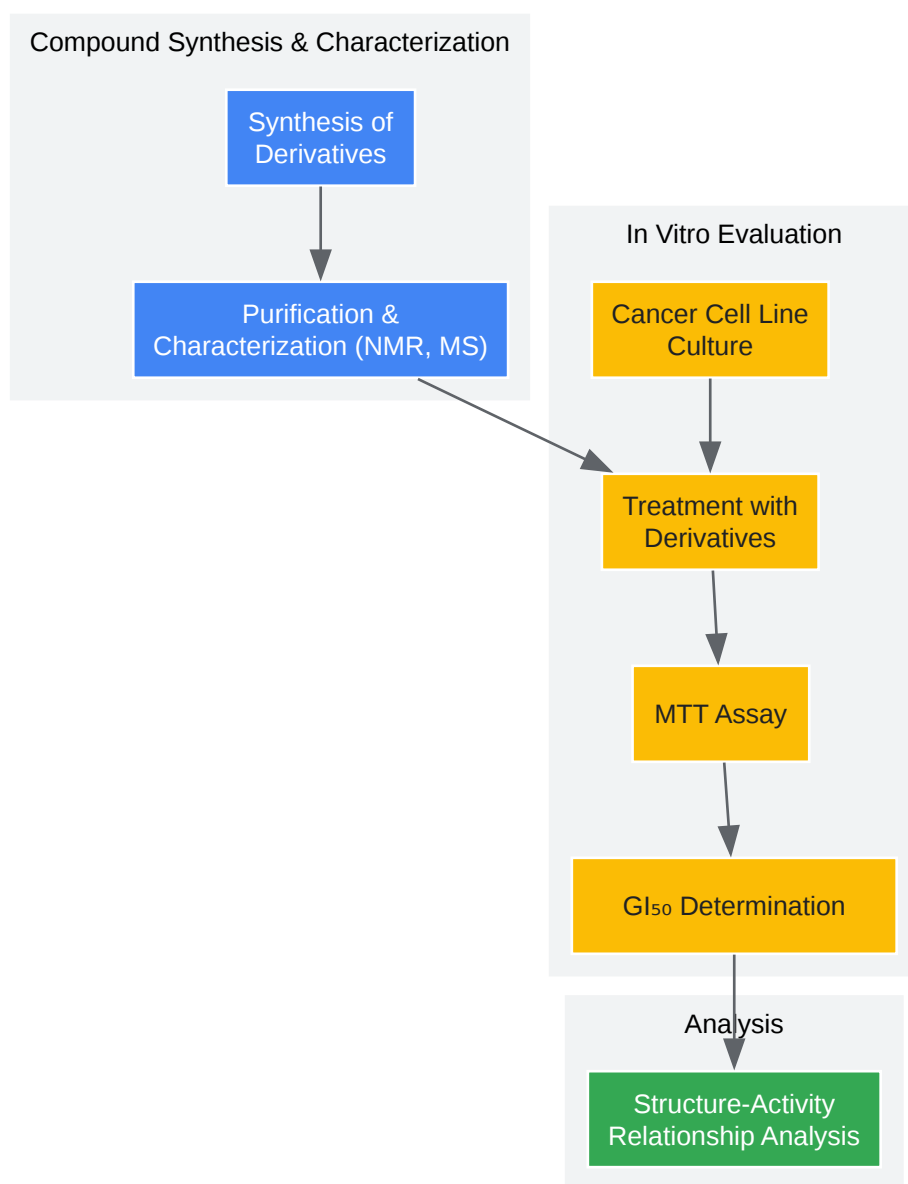 Compound Synthesis & Characterization
Synthesis of
Derivatives
Purification &
Characterization (NMR, MS)
In Vitro Evaluation
Cancer Cell Line
Culture
Treatment with
Derivatives
MTT Assay
GI₅₀ Determination
Analysis
Structure-Activity
Relationship Analysis